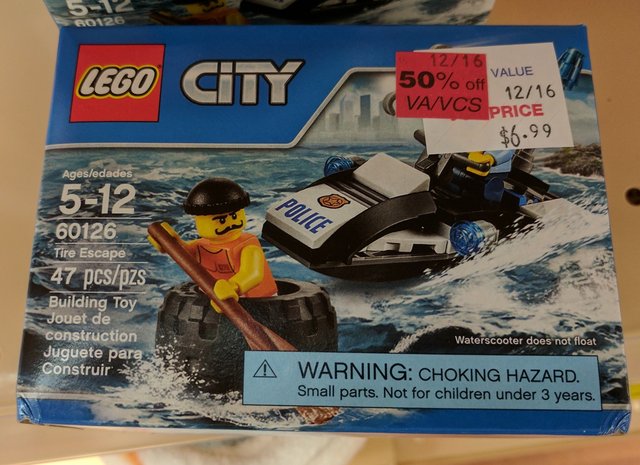 5-12
60126
LEGO
CITY
12/16
50% off
VA/VCS
VALUE
12/16
PRICE
$6.99
Ages/edades
5-12
60126
Tire Escape
47 pcs/pzs
Building Toy
Jouet de
construction
Juguete para
Construir
POLICE
Watersccoter does not float
WARNING: CHOKING HAZARD.
Small parts. Not for children under 3 years.